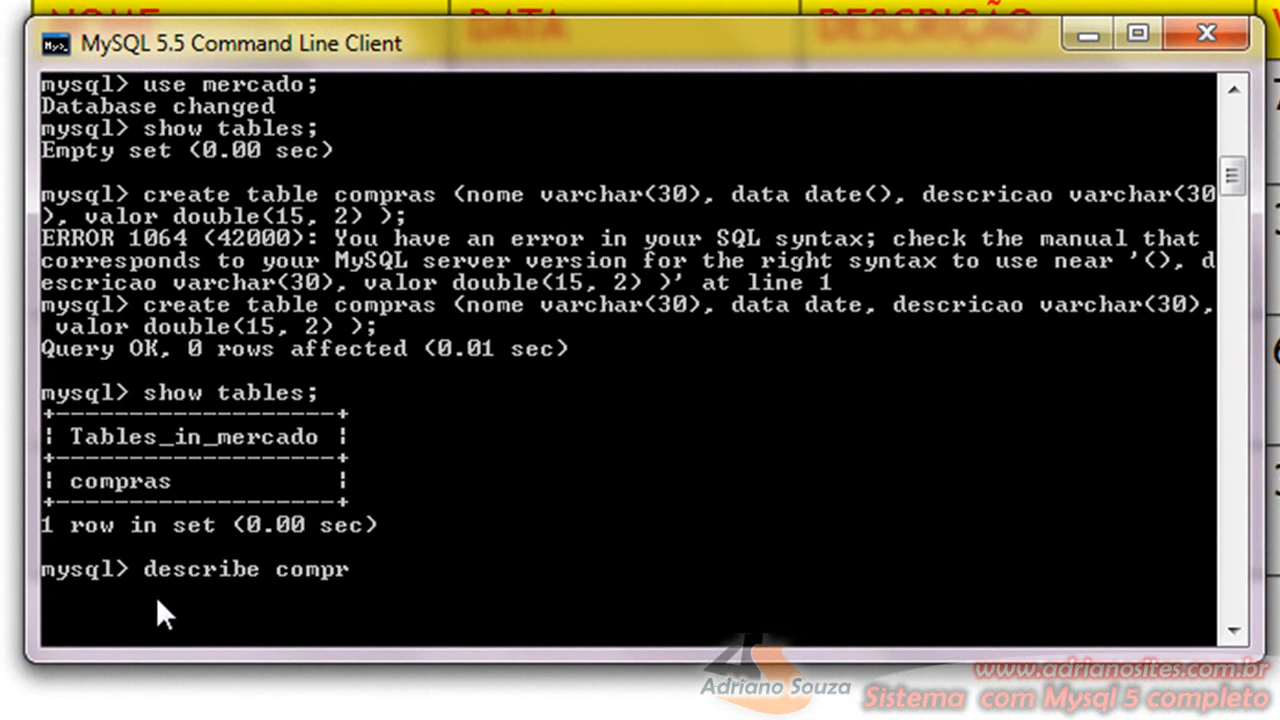 NOME DATA DESCRIÇÃO
MySQL 5.5 Command Line Client
mysql> use mercado;
Database changed
mysql> show tables;
Empty set (0.00 sec)
mysql> create table compras (nome varchar(30), data date(), descricao varchar(30
), valor double(15, 2) );
ERROR 1064 (42000): You have an error in your SQL syntax; check the manual that
corresponds to your MySQL server version for the right syntax to use near '(), d
escricao varchar(30), valor double(15, 2) )' at line 1
mysql> create table compras (nome varchar(30), data date, descricao varchar(30),
 valor double(15, 2) );
Query OK, 0 rows affected (0.01 sec)
mysql> show tables;
+-------------------+
| Tables_in_mercado |
+-------------------+
| compras           |
+-------------------+
1 row in set (0.00 sec)
mysql> describe compr
Adriano Souza
www.adrianosites.com.br
Sistema com Mysql 5 completo